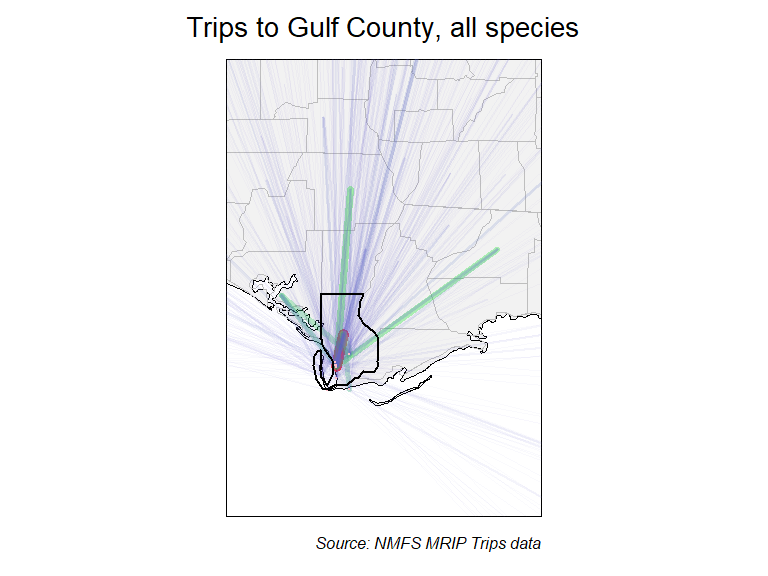 Trips to Gulf County, all species
Source: NMFS MRIP Trips data